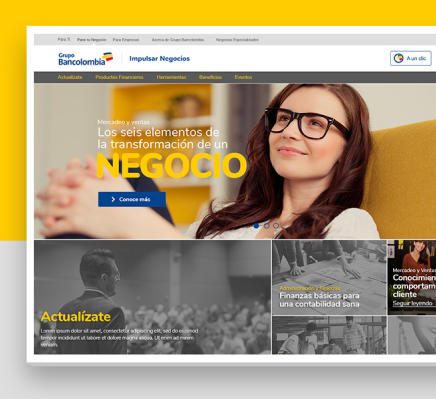 Para Ti Para tu Negocio Para Empresas Acerca de Grupo Bancolombia Negocios Especializados
Grupo
Bancolombia Impulsar Negocios
A un clic
Actualízate Productos Financieros Herramientas Beneficios Eventos
Mercadeo y ventas
Los seis elementos de
la transformación de un
NEGOCIO
Conoce más
Actualízate
Lorem ipsum dolor sit amet, consectetur adipiscing elit, sed do eiusmod
tempor incididunt ut labore et dolore magna aliqua. Ut enim ad minim
veniam.
Administración y Finanzas
Finanzas básicas para
una contabilidad sana
Mercadeo y Ventas
Conocimien
comportam
cliente
Seguir leyendo